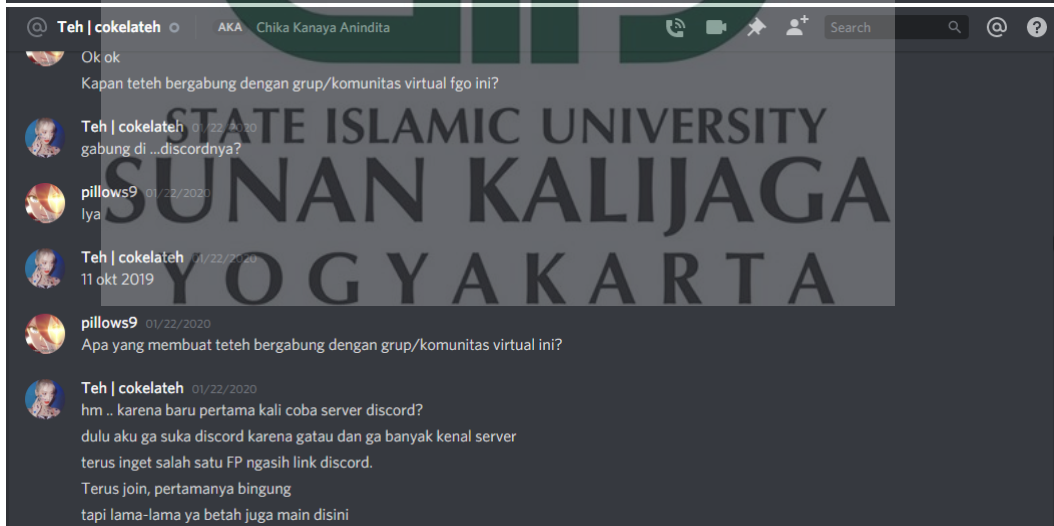 @ Teh | cokelateh AKA Chika Kanaya Anindita Search @ ?
Ok ok
Kapan teteh bergabung dengan grup/komunitas virtual fgo ini?
Teh | cokelateh 01/22/2020
gabung di ...discordnya?
pillows9 01/22/2020
Iya
Teh | cokelateh 01/22/2020
11 okt 2019
pillows9 01/22/2020
Apa yang membuat teteh bergabung dengan grup/komunitas virtual ini?
Teh | cokelateh 01/22/2020
hm .. karena baru pertama kali coba server discord?
dulu aku ga suka discord karena gatau dan ga banyak kenal server
terus inget salah satu FP ngasih link discord.
Terus join, pertamanya bingung
tapi lama-lama ya betah juga main disini
STATE ISLAMIC UNIVERSITY
SUNAN KALIJAGA
YOGYAKARTA